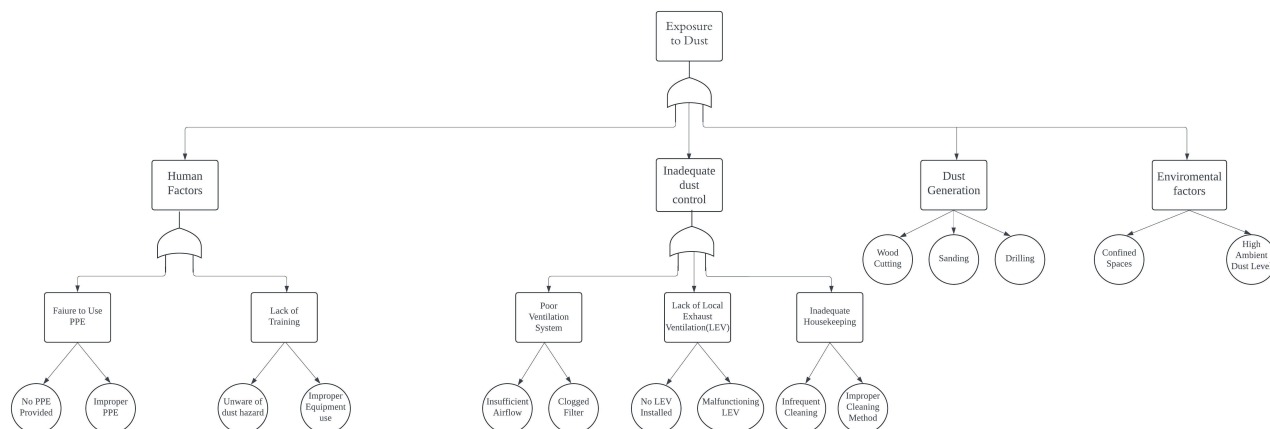 Exposure
to Dust
Human
Factors
Inadequate
dust
control
Dust
Generation
Enviromental
factors
Wood
Cutting
Sanding
Drilling
Confined
Spaces
High
Ambient
Dust Level
Faiure to Use
PPE
Lack of
Training
Poor
Ventilation
System
Lack of Local
Exhaust
Ventilation(LEV)
Inadequate
Housekeeping
No PPE
Provided
Improper
PPE
Unware of
dust hazard
Improper
Equipment
use
Insufficient
Airflow
Clogged
Filter
No LEV
Installed
Malfunctioning
LEV
Infrequent
Cleaning
Improper
Cleaning
Method